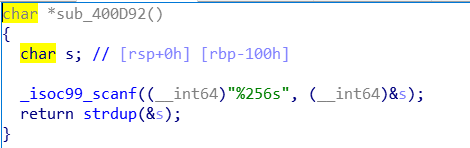 char *sub_400D92()
{
char s; // [rsp+0h] [rbp-100h]
_isoc99_scanf((__int64)"%256s", (__int64)&s);
return strdup(&s);
}